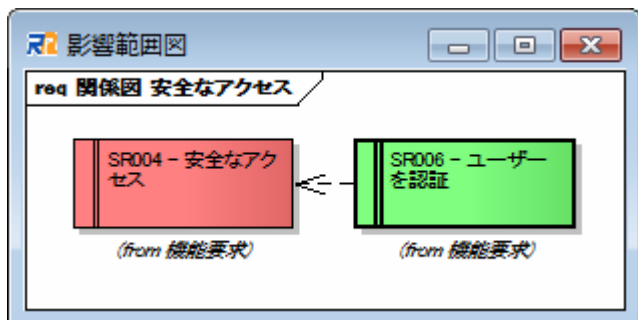 影響範囲図
req 関係図 安全なアクセス
SR004 - 安全なアク
セス
SR006 - ユーザー
を認証
(from 機能要求)
(from 機能要求)